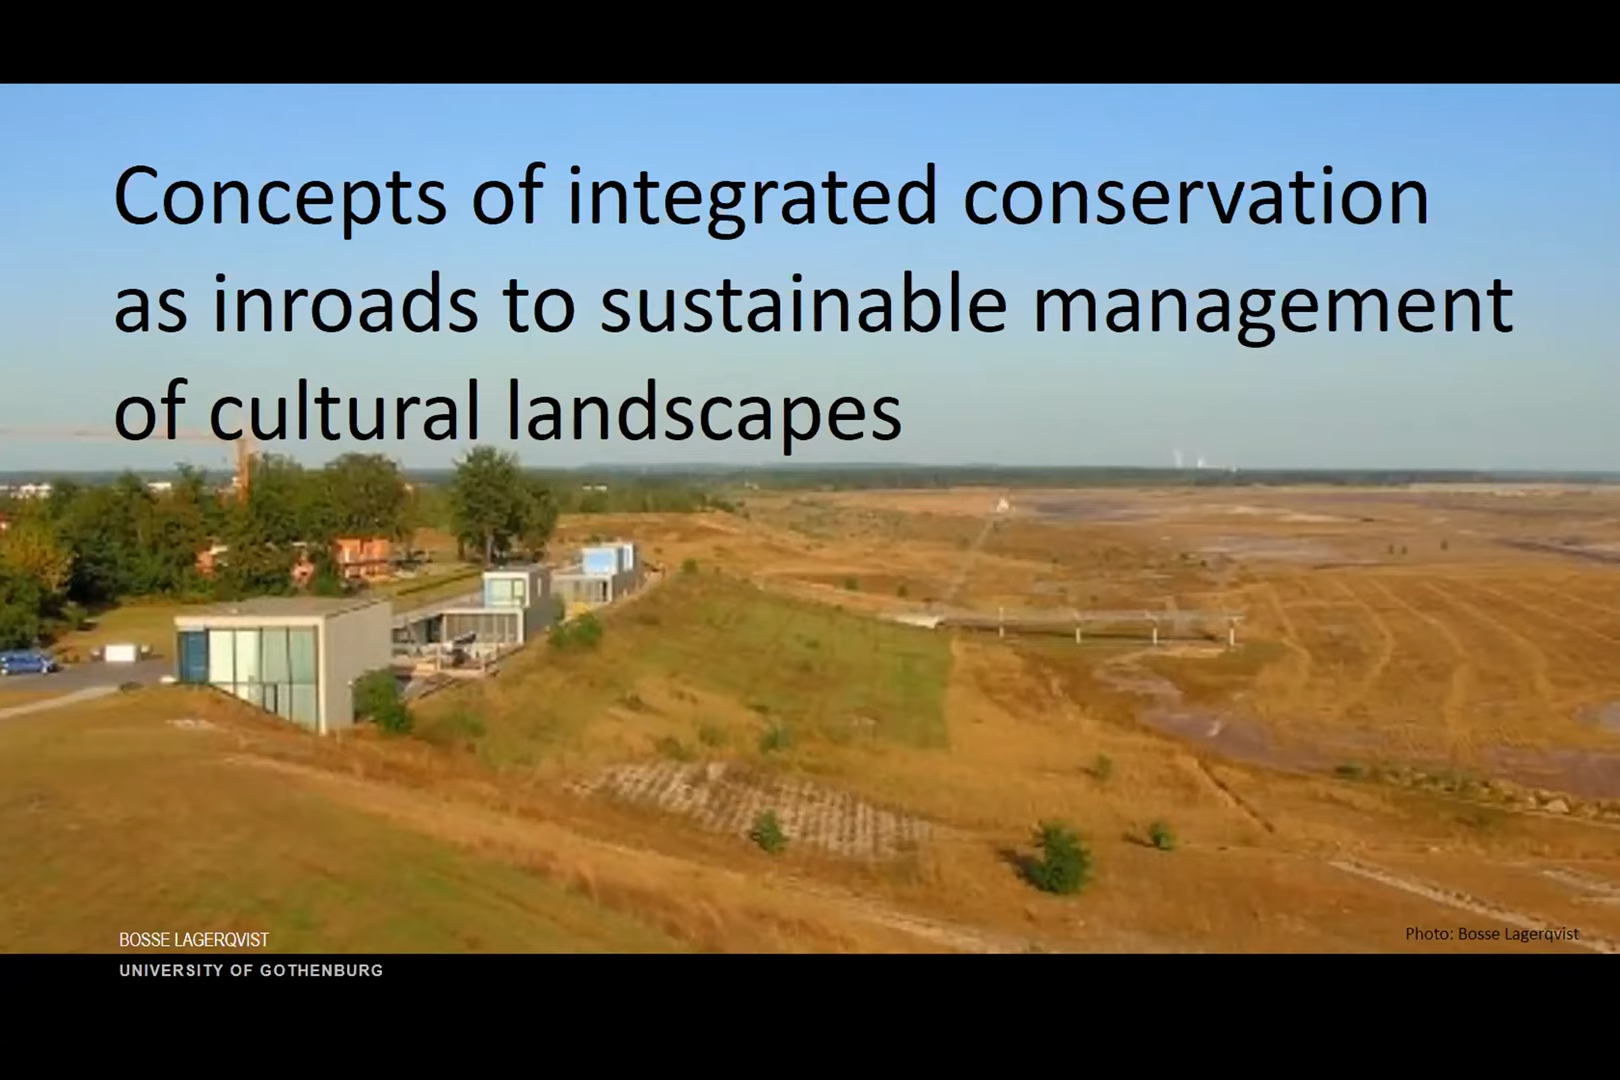 Concepts of integrated conservation
as inroads to sustainable management
of cultural landscapes
BOSSE LAGERQVIST
Photo: Bosse Lagerqvist
UNIVERSITY OF GOTHENBURG